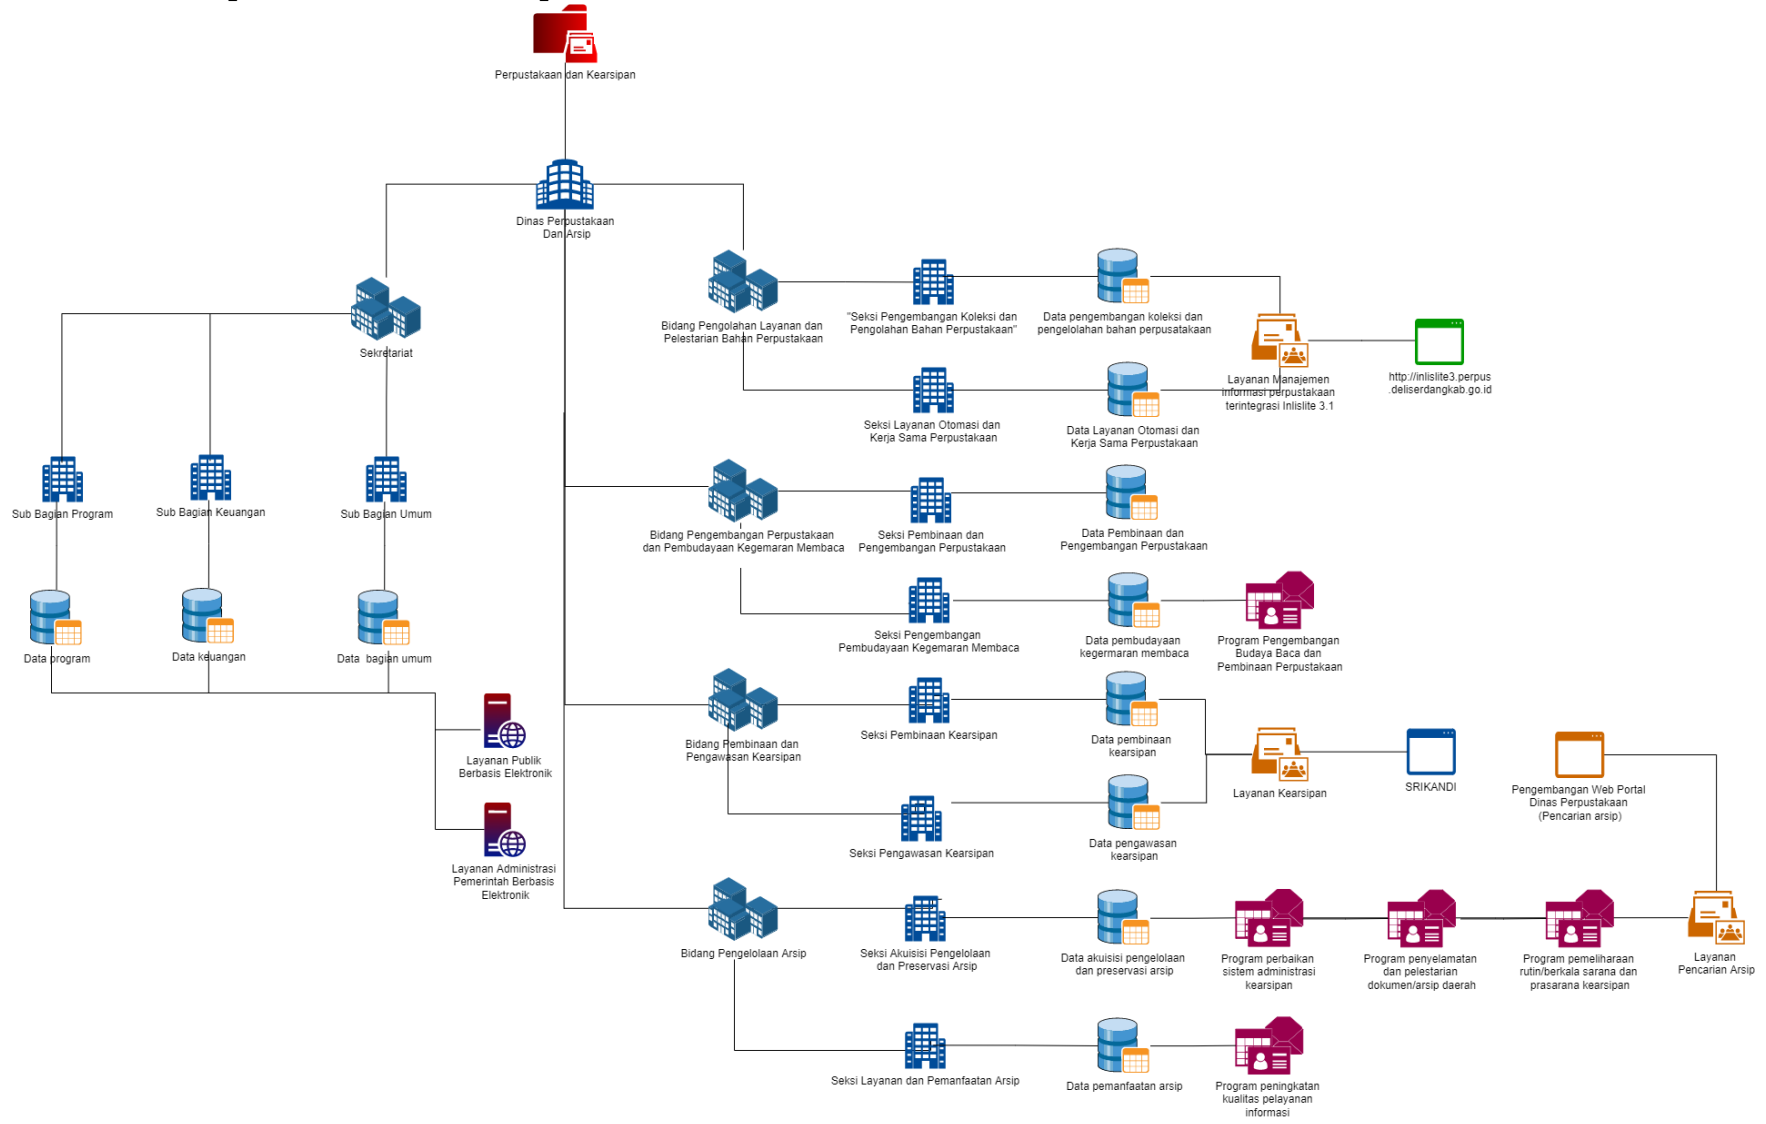 Perpustakaan dan Kearsipan
Dinas Perpustakaan
Dan Arsip
Sekretariat
Sub Bagian Program
Sub Bagian Keuangan
Sub Bagian Umum
Data program
Data keuangan
Data  bagian umum
Layanan Publik
Berbasis Elektronik
Layanan Administrasi
Pemerintah Berbasis
Elektronik
Bidang Pengolahan Layanan dan
Pelestarian Bahan Perpustakaan
"Seksi Pengembangan Koleksi dan
Pengolahan Bahan Perpustakaan"
Data pengembangan koleksi dan
pengelolahan bahan perpusatakaan
Layanan Manajemen
informasi perpustakaan
terintegrasi Inlislite 3.1
http://inlislite3.perpus
.deliserdangkab.go.id
Seksi Layanan Otomasi dan
Kerja Sama Perpustakaan
Data Layanan Otomasi dan
Kerja Sama Perpustakaan
Bidang Pengembangan Perpustakaan
dan Pembudayaan Kegemaran Membaca
Seksi Pembinaan dan
Pengembangan Perpustakaan
Data Pembinaan dan
Pengembangan Perpustakaan
Seksi Pengembangan
Pembudayaan Kegemaran Membaca
Data pembudayaan
kegermaran membaca
Program Pengembangan
Budaya Baca dan
Pembinaan Perpustakaan
Bidang Pembinaan dan
Pengawasan Kearsipan
Seksi Pembinaan Kearsipan
Data pembinaan
kearsipan
Seksi Pengawasan Kearsipan
Data pengawasan
kearsipan
Layanan Kearsipan
SRIKANDI
Pengembangan Web Portal
Dinas Perpustakaan
(Pencarian arsip)
Bidang Pengelolaan Arsip
Seksi Akuisisi Pengelolaan
dan Preservasi Arsip
Data akuisisi pengelolaan
dan preservasi arsip
Program perbaikan
sistem administrasi
kearsipan
Program penyelamatan
dan pelestarian
dokumen/arsip daerah
Program pemeliharaan
rutin/berkala sarana dan
prasarana kearsipan
Layanan
Pencarian Arsip
Seksi Layanan dan Pemanfaatan Arsip
Data pemanfaatan arsip
Program peningkatan
kualitas pelayanan
informasi